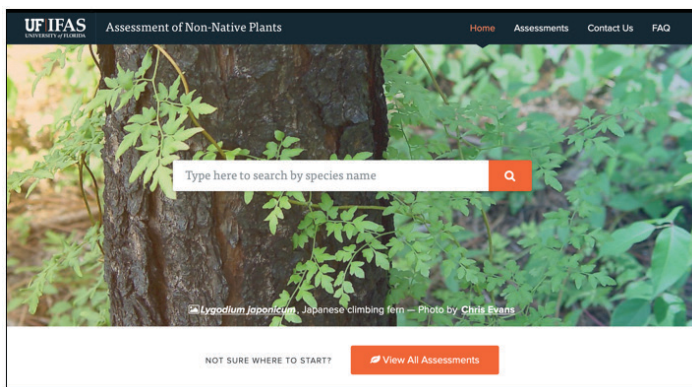 UF IFAS
UNIVERSITY of FLORIDA
Assessment of Non-Native Plants
Home Assessments Contact Us FAQ
Type here to search by species name
Lygodium japonicum, Japanese climbing fern — Photo by Chris Evans
NOT SURE WHERE TO START? View All Assessments